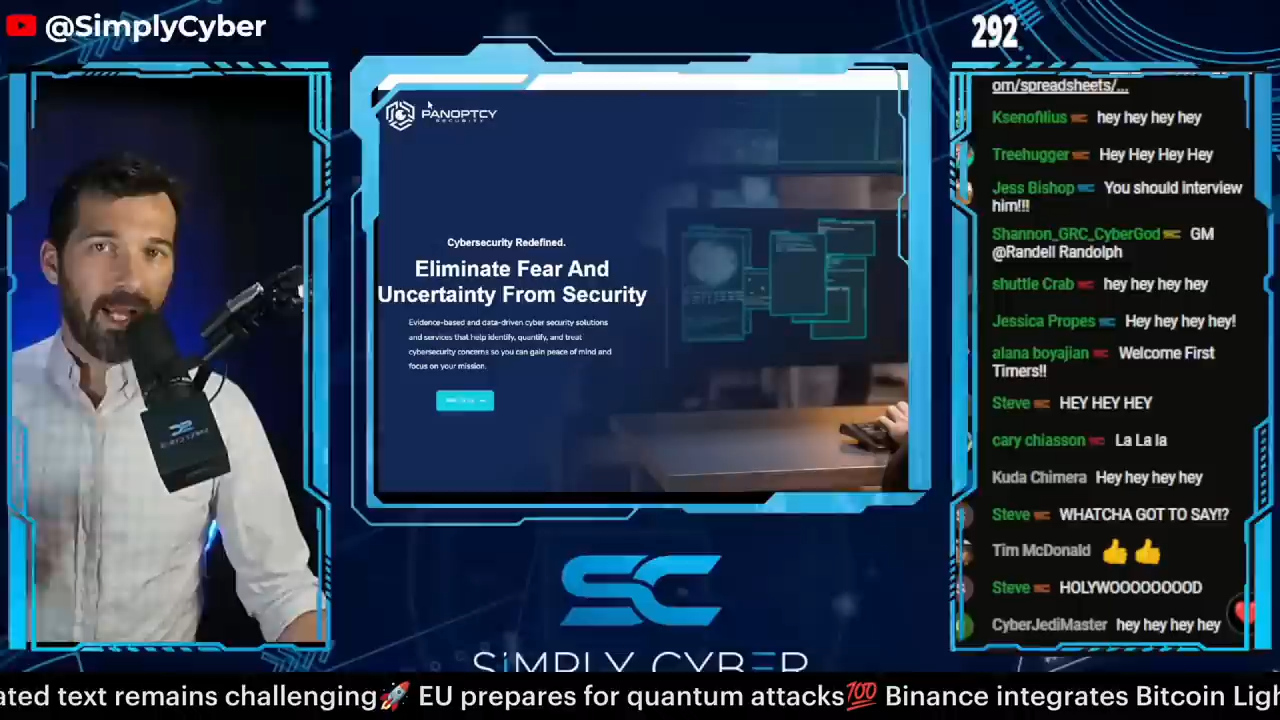 @SimplyCyber
292
PANOPTCY
SECURITY
Cybersecurity Redefined.
Eliminate Fear And
Uncertainty From Security
Evidence-based and data-driven cyber security solutions
and services that help identify, quantify, and treat
cybersecurity concerns so you can gain peace of mind and
focus on your mission.
om/spreadsheets/...
Ksenofilius hey hey hey hey
Treehugger Hey Hey Hey Hey
Jess Bishop You should interview
him!!!
Shannon_GRC_CyberGod GM
@Randell Randolph
shuttle Crab hey hey hey hey
Jessica Propes Hey hey hey hey!
alana boyajian Welcome First
Timers!!
Steve HEY HEY HEY
cary chiasson La La la
Kuda Chimera Hey hey hey hey
Steve WHATCHA GOT TO SAY!?
Tim McDonald 👍 👍
Steve HOLYWOOOOOOOOD
CyberJediMaster hey hey hey hey
SC
SiMPLY CYBER
ated text remains challenging🚀 EU prepares for quantum attacks💯 Binance integrates Bitcoin Ligh